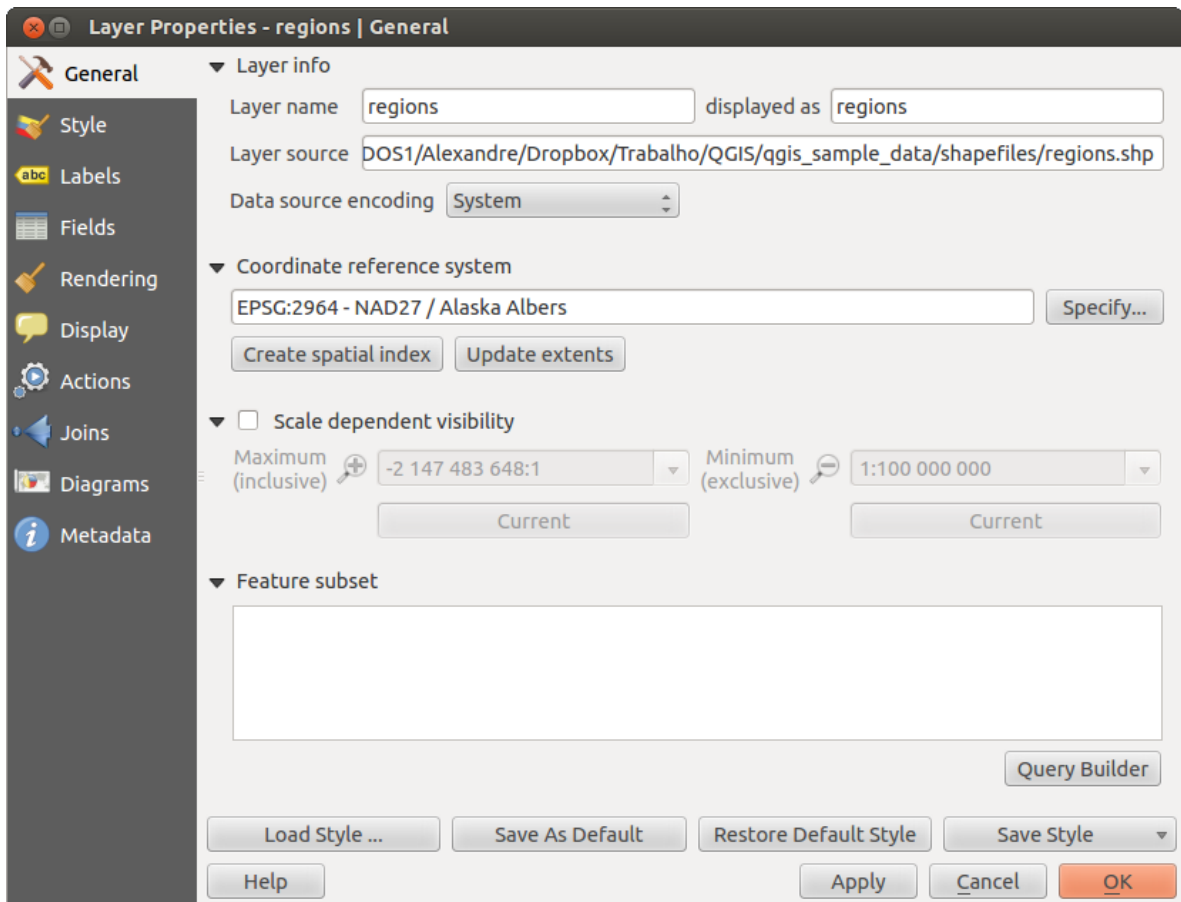 Layer Properties - regions | General
General
Style
abc Labels
Fields
Rendering
Display
Actions
Joins
Diagrams
i Metadata
Layer info
Layer name regions displayed as regions
Layer source DOS1/Alexandre/Dropbox/Trabalho/QGIS/qgis_sample_data/shapefiles/regions.shp
Data source encoding System
Coordinate reference system
EPSG:2964 - NAD27 / Alaska Albers Specify...
Create spatial index Update extents
Scale dependent visibility
Maximum (inclusive) -2 147 483 648:1 Minimum (exclusive) 1:100 000 000
Current Current
Feature subset
Query Builder
Load Style ... Save As Default Restore Default Style Save Style
Help Apply Cancel OK